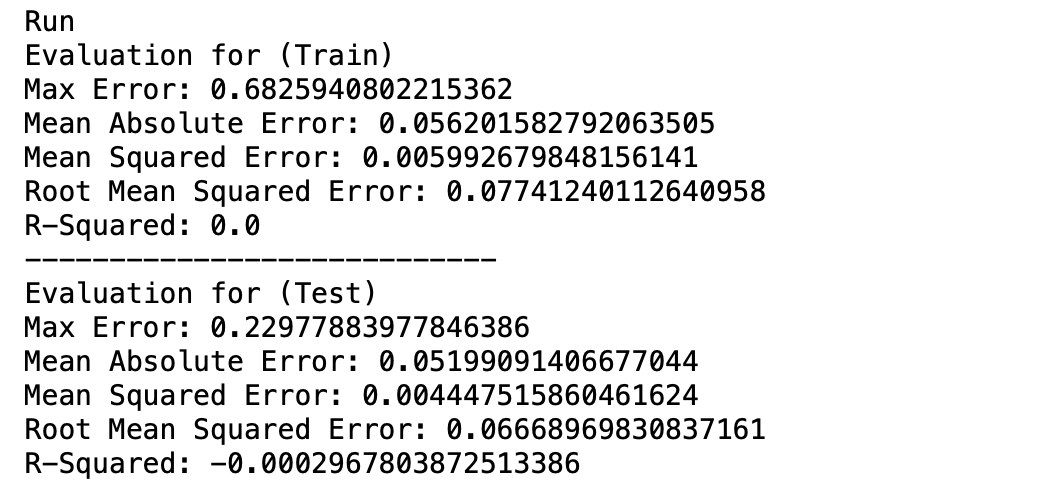 Run
Evaluation for (Train)
Max Error: 0.6825940802215362
Mean Absolute Error: 0.056201582792063505
Mean Squared Error: 0.005992679848156141
Root Mean Squared Error: 0.07741240112640958
R-Squared: 0.0
----------------------------
Evaluation for (Test)
Max Error: 0.22977883977846386
Mean Absolute Error: 0.05199091406677044
Mean Squared Error: 0.004447515860461624
Root Mean Squared Error: 0.06668969830837161
R-Squared: -0.0002967803872513386